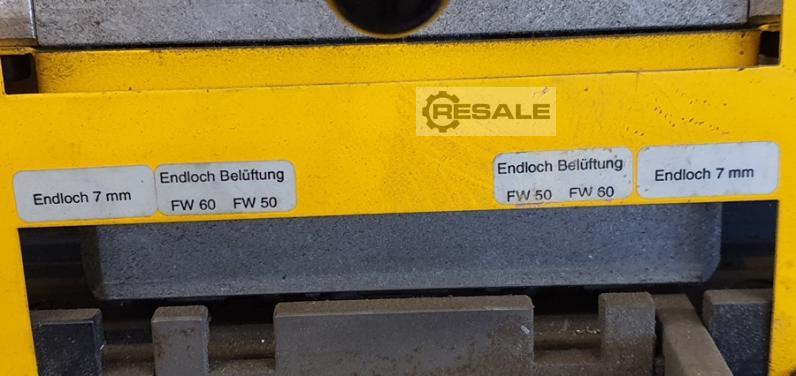 RESALE
Endloch 7 mm
Endloch Belüftung
FW 60 FW 50
Endloch Belüftung
FW 50 FW 60
Endloch 7 mm